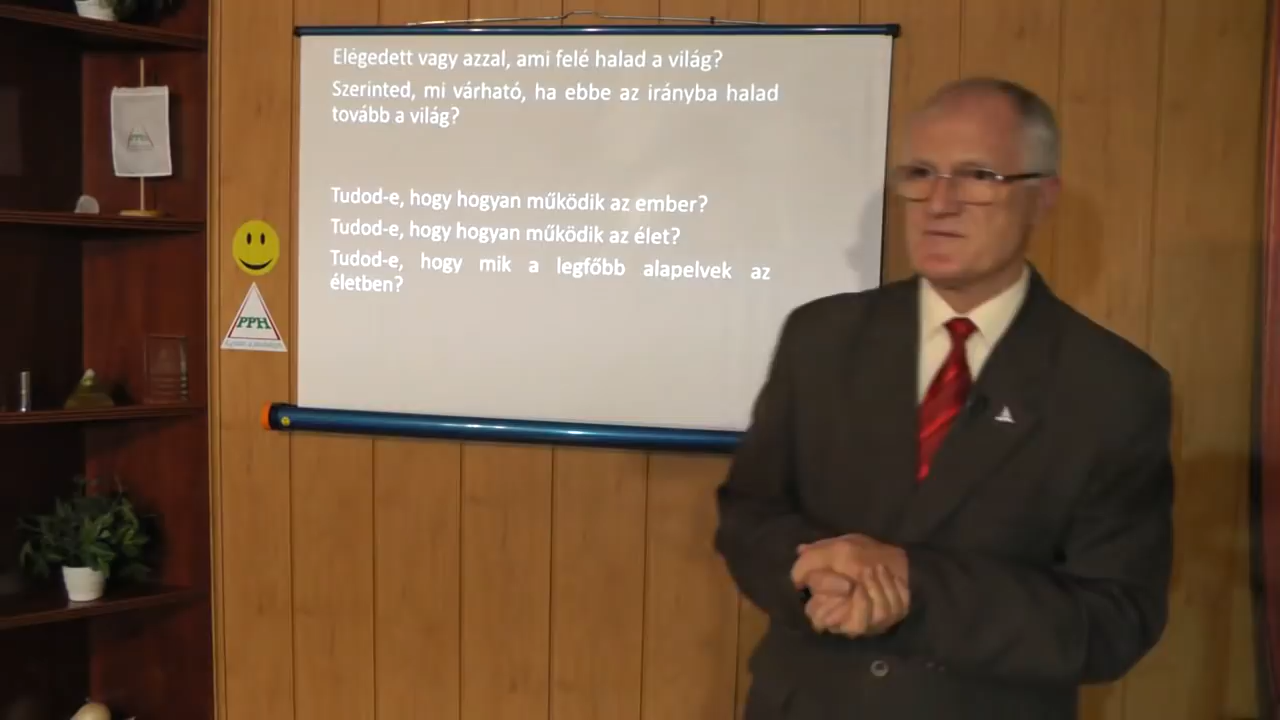 Elégedett vagy azzal, ami felé halad a világ?
Szerinted, mi várható, ha ebbe az irányba halad
tovább a világ?
Tudod-e, hogy hogyan működik az ember?
Tudod-e, hogy hogyan működik az élet?
Tudod-e, hogy mik a legfőbb alapelvek az
életben?
PPH
PPH